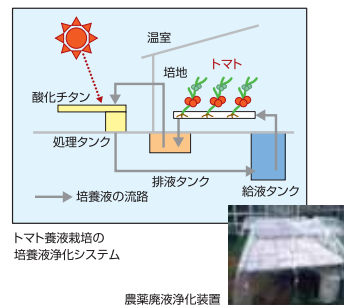 温室
トマト
培地
酸化チタン
処理タンク
排液タンク
給液タンク
培養液の流路
トマト養液栽培の
培養液浄化システム
農薬廃液浄化装置